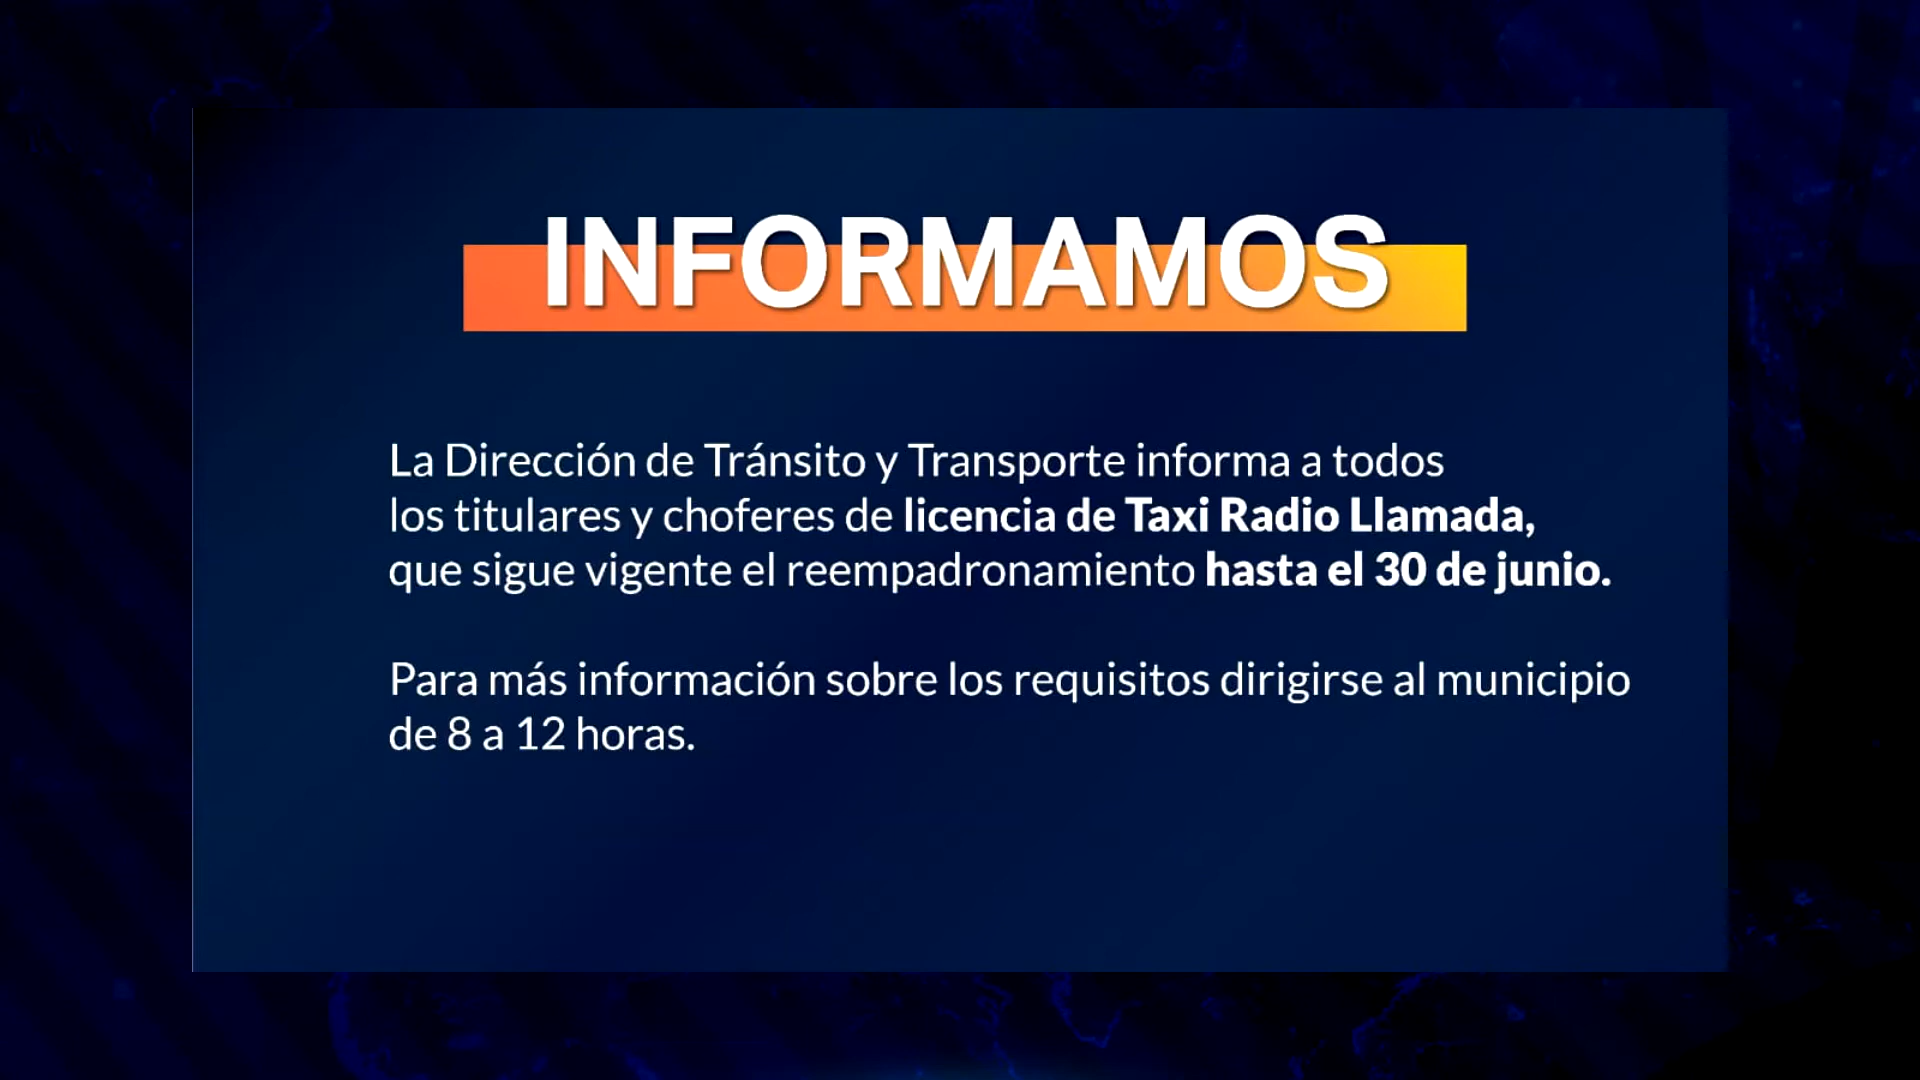 INFORMAMOS
La Dirección de Tránsito y Transporte informa a todos
los titulares y choferes de licencia de Taxi Radio Llamada,
que sigue vigente el reempadronamiento hasta el 30 de junio.
Para más información sobre los requisitos dirigirse al municipio
de 8 a 12 horas.